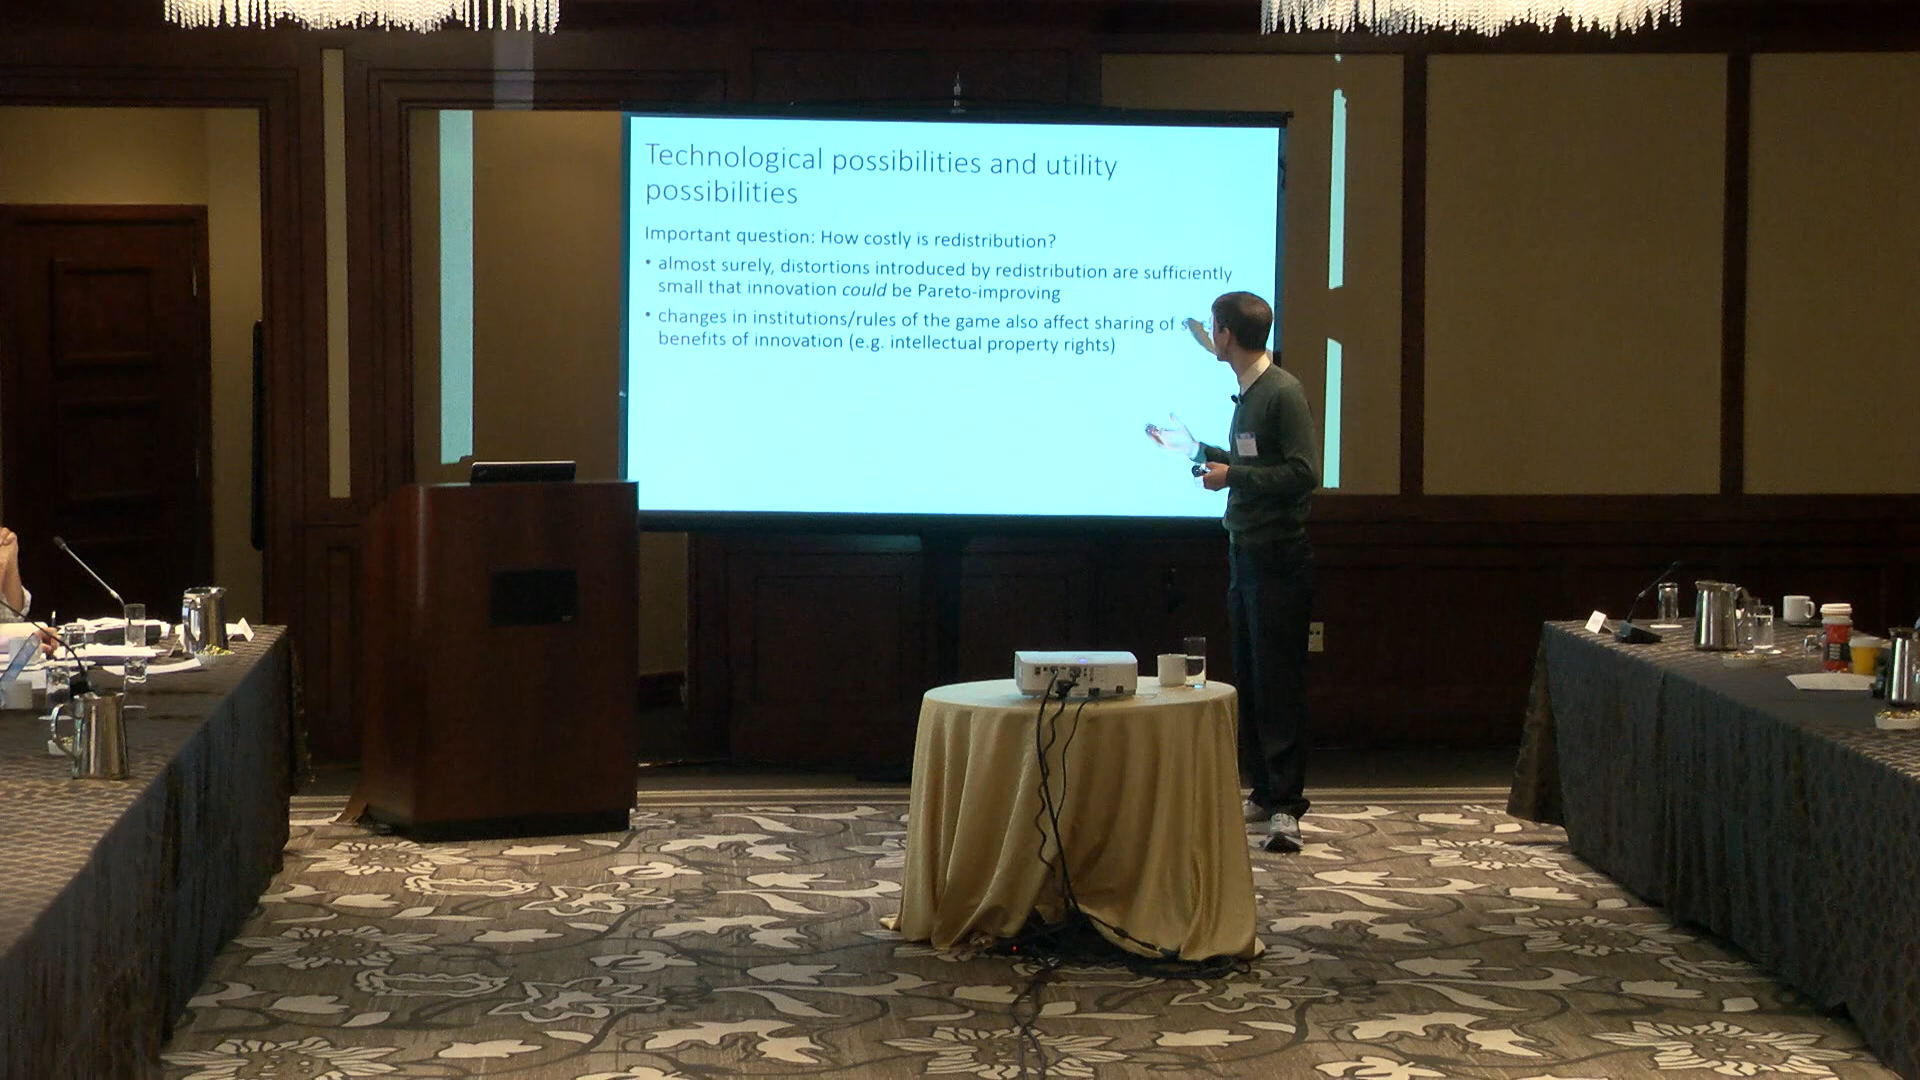 Technological possibilities and utility
possibilities
Important question: How costly is redistribution?
• almost surely, distortions introduced by redistribution are sufficiently
small that innovation could be Pareto-improving
• changes in institutions/rules of the game also affect sharing of
benefits of innovation (e.g. intellectual property rights)